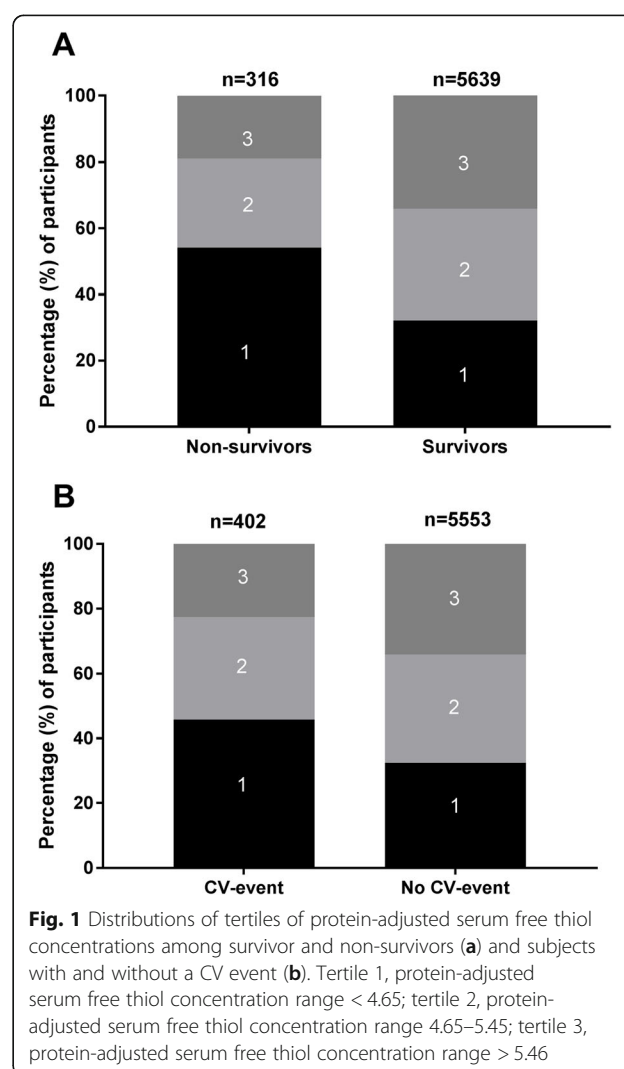 A
n=316 n=5639
100
80
60
40
20
0
Percentage (%) of participants
3
2
1
3
2
1
Non-survivors Survivors
B
n=402 n=5553
100
80
60
40
20
0
Percentage (%) of participants
3
2
1
3
2
1
CV-event No CV-event
Fig. 1 Distributions of tertiles of protein-adjusted serum free thiol
concentrations among survivor and non-survivors (a) and subjects
with and without a CV event (b). Tertile 1, protein-adjusted
serum free thiol concentration range < 4.65; tertile 2, protein-
adjusted serum free thiol concentration range 4.65–5.45; tertile 3,
protein-adjusted serum free thiol concentration range > 5.46